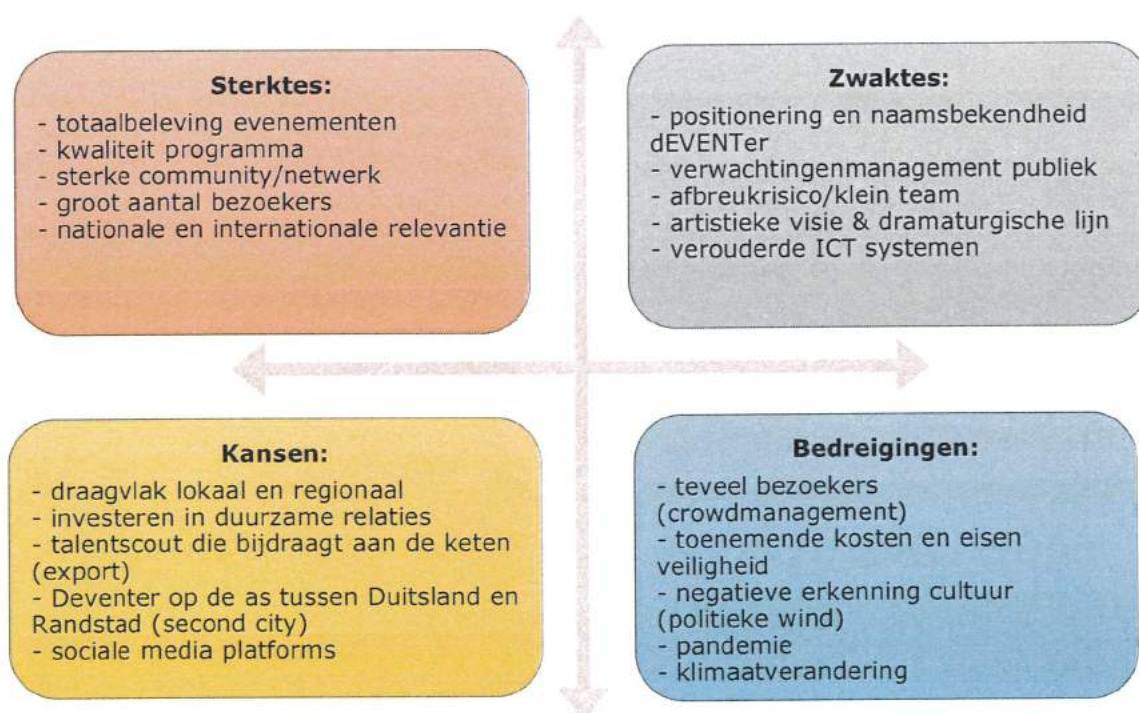 Sterktes:
- totaalbeleving evenementen
- kwaliteit programma
- sterke community/netwerk
- groot aantal bezoekers
- nationale en internationale relevantie
Zwaktes:
- positionering en naamsbekendheid
dEVENTer
- verwachtingenmanagement publiek
- afbreukrisico/klein team
- artistieke visie & dramaturgische lijn
- verouderde ICT systemen
Kansen:
- draagvlak lokaal en regionaal
- investeren in duurzame relaties
- talentscout die bijdraagt aan de keten
(export)
- Deventer op de as tussen Duitsland en
Randstad (second city)
- sociale media platforms
Bedreigingen:
- teveel bezoekers
(crowdmanagement)
- toenemende kosten en eisen
veiligheid
- negatieve erkenning cultuur
(politieke wind)
- pandemie
- klimaatverandering